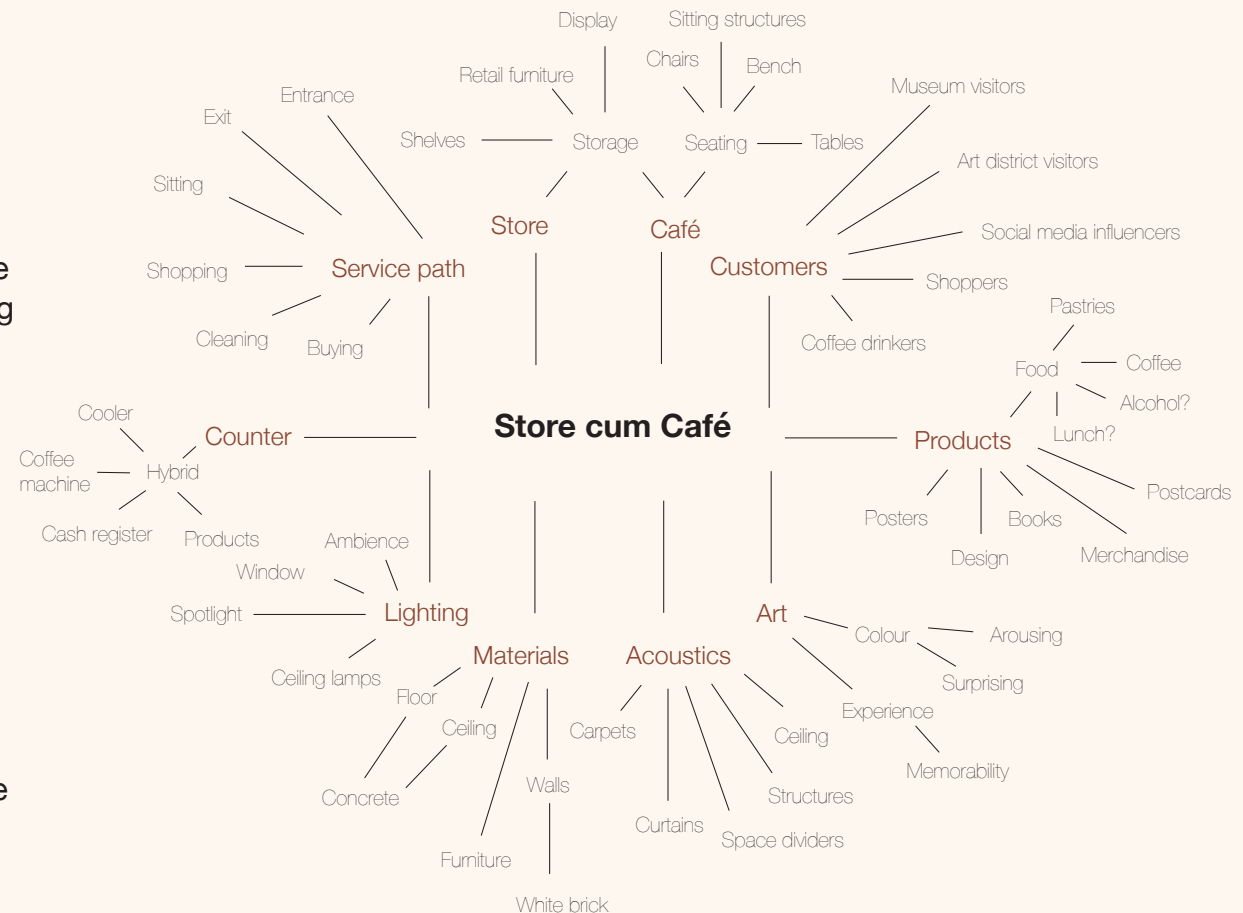 Display
Sitting structures
Chairs
Bench
Retail furniture
Museum visitors
Entrance
Exit
Shelves
Storage
Seating
Tables
Art district visitors
Sitting
Store
Café
Social media influencers
Service path
Customers
e
Shopping
Shoppers
g
Pastries
Cleaning
Buying
Coffee drinkers
Food
Coffee
Alcohol?
Cooler
Store cum Café
Lunch?
Counter
Products
Coffee
machine
Hybrid
Postcards
Cash register
Products
Posters
Books
Ambience
Design
Merchandise
Window
Spotlight
Lighting
Art
Colour
Arousing
Materials
Acoustics
Ceiling lamps
Surprising
Floor
Experience
Ceiling
Carpets
Ceiling
Memorability
e
Concrete
Walls
Structures
Curtains
Space dividers
Furniture
White brick